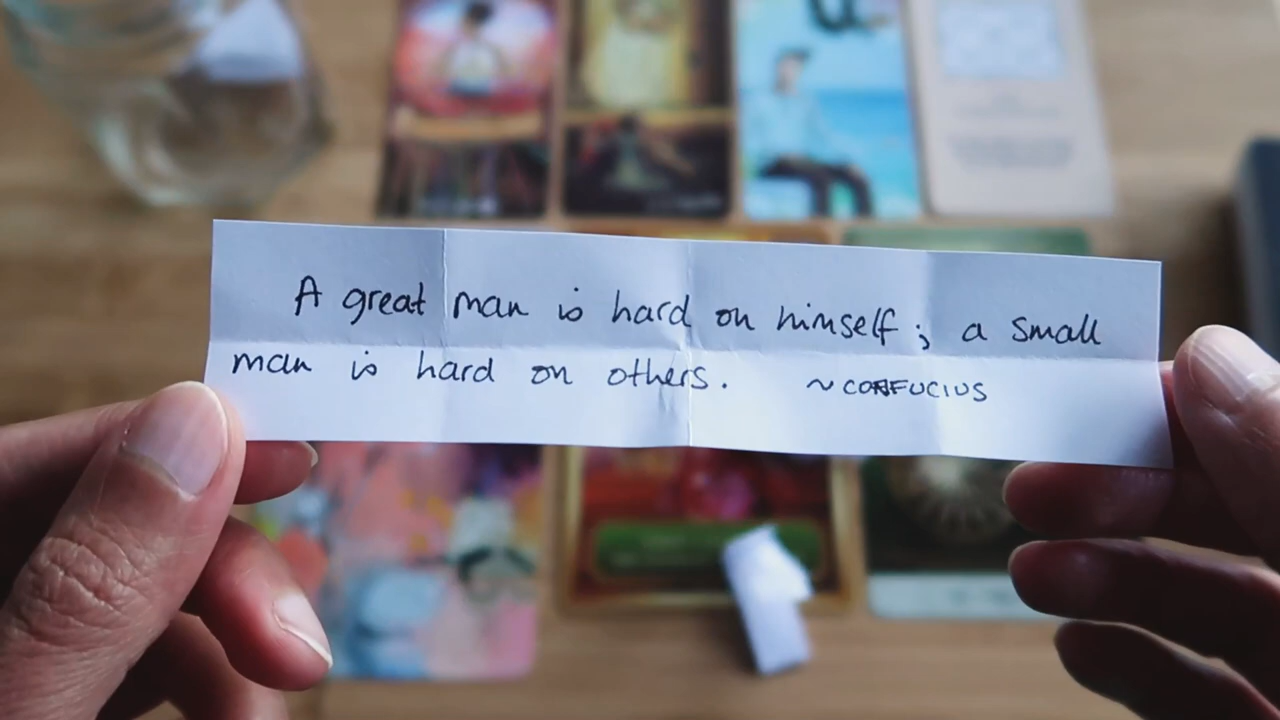 A great man is hard on himself; a small
man is hard on others. ~CONFUCIUS